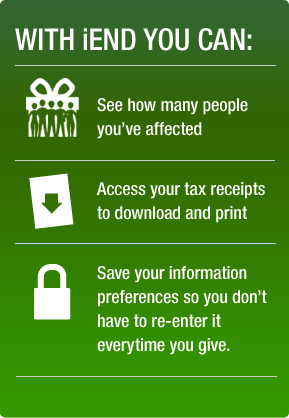 WITH iEND YOU CAN:
See how many people
you've affected
Access your tax receipts
to download and print
Save your information
preferences so you don't
have to re-enter it
everytime you give.